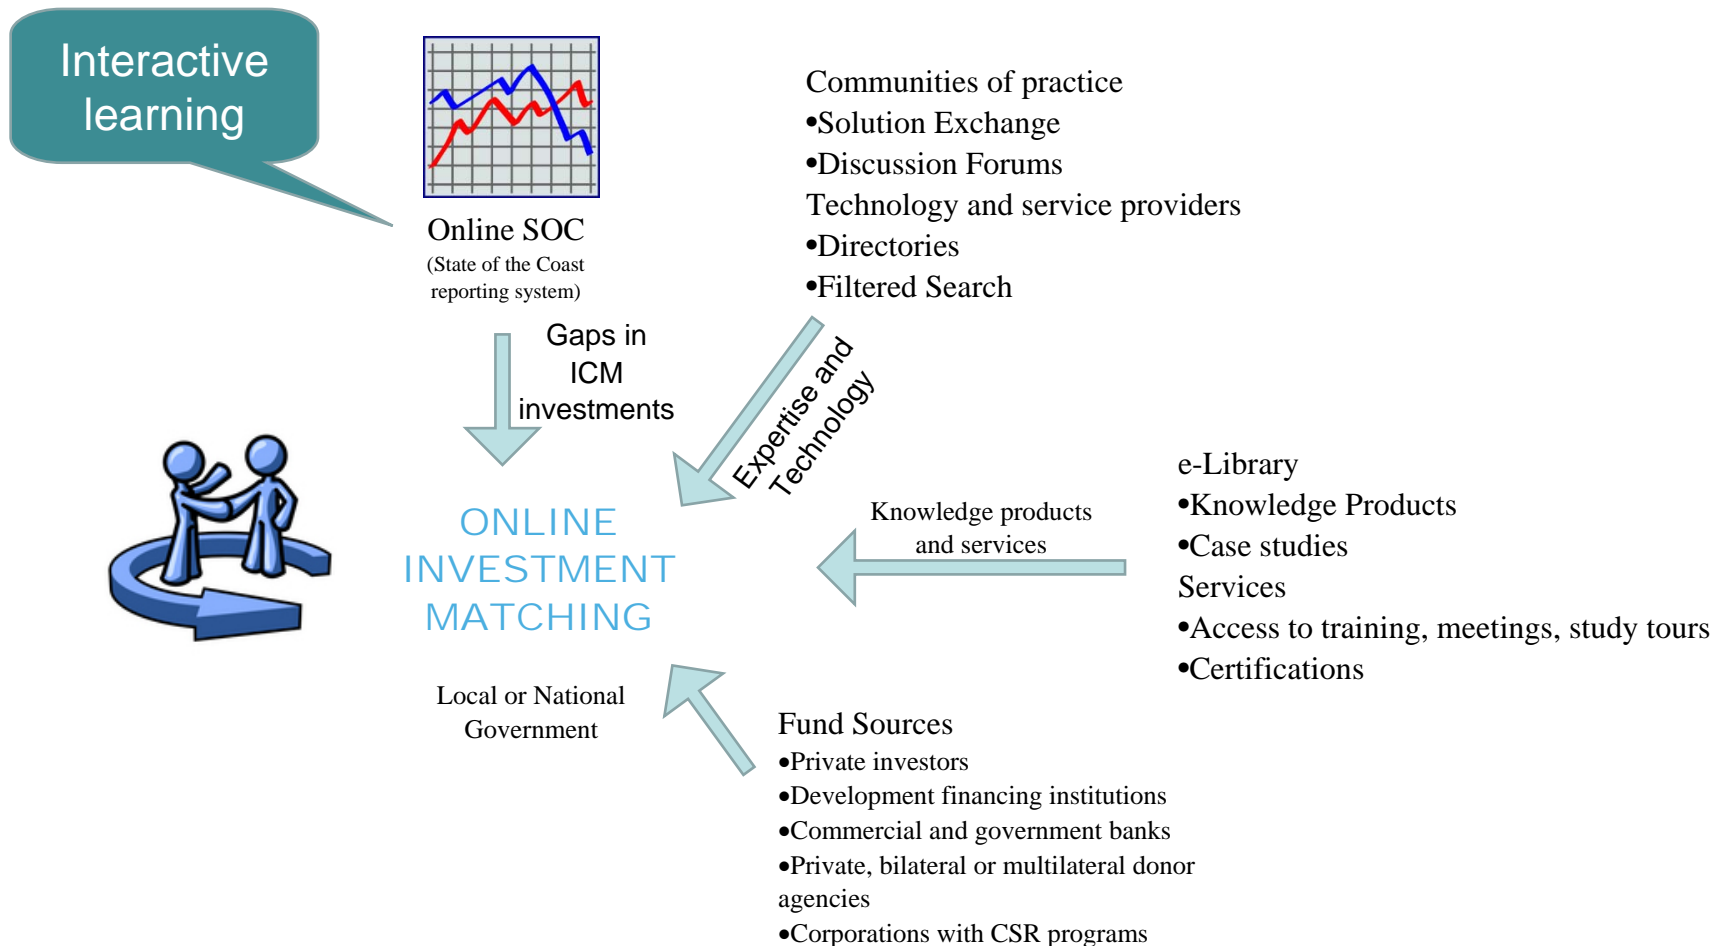 Interactive
learning
Online SOC
(State of the Coast
reporting system)
Communities of practice
•Solution Exchange
•Discussion Forums
Technology and service providers
•Directories
•Filtered Search
Gaps in
ICM
investments
Expertise and
Technology
ONLINE
INVESTMENT
MATCHING
Knowledge products
and services
e-Library
•Knowledge Products
•Case studies
Services
•Access to training, meetings, study tours
•Certifications
Local or National
Government
Fund Sources
•Private investors
•Development financing institutions
•Commercial and government banks
•Private, bilateral or multilateral donor
agencies
•Corporations with CSR programs